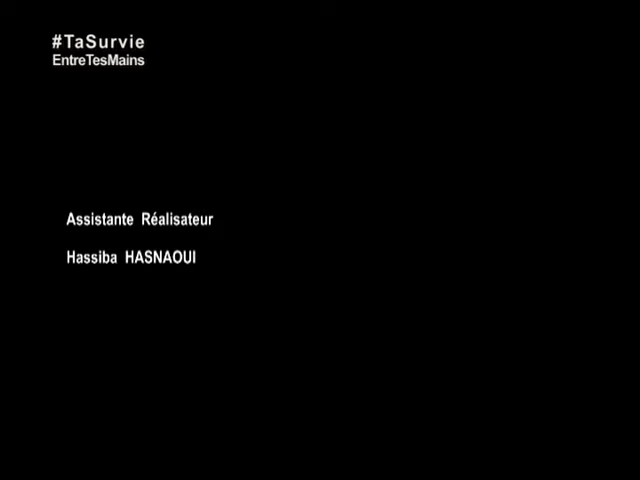 #TaSurvie
EntreTesMains
Assistante Réalisateur
Hassiba HASNAOUI